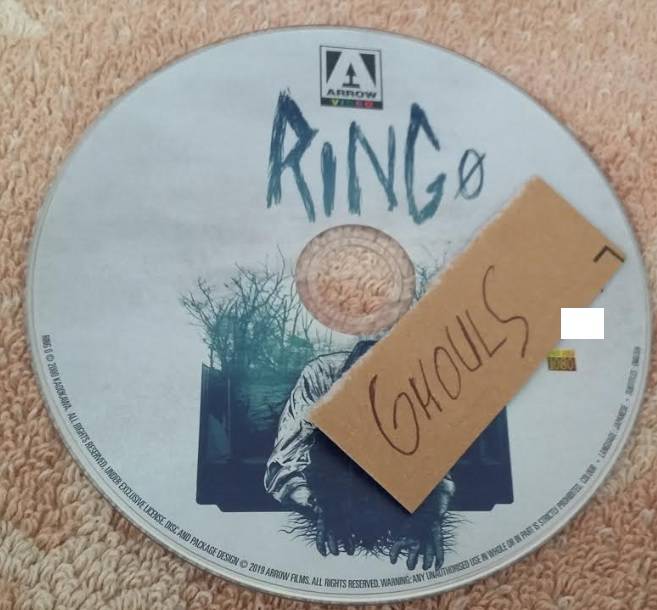 ARROW
VIDEO
RING0
GHOULS
1080
RING 0 © 2000 KADOKAWA. ALL RIGHTS RESERVED. UNDER EXCLUSIVE LICENSE. DISC AND PACKAGE DESIGN © 2019 ARROW FILMS. ALL RIGHTS RESERVED. WARNING: ANY UNAUTHORISED USE IN WHOLE OR IN PART IS STRICTLY PROHIBITED. COLOUR • LANGUAGE: JAPANESE • SUBTITLES: ENGLISH